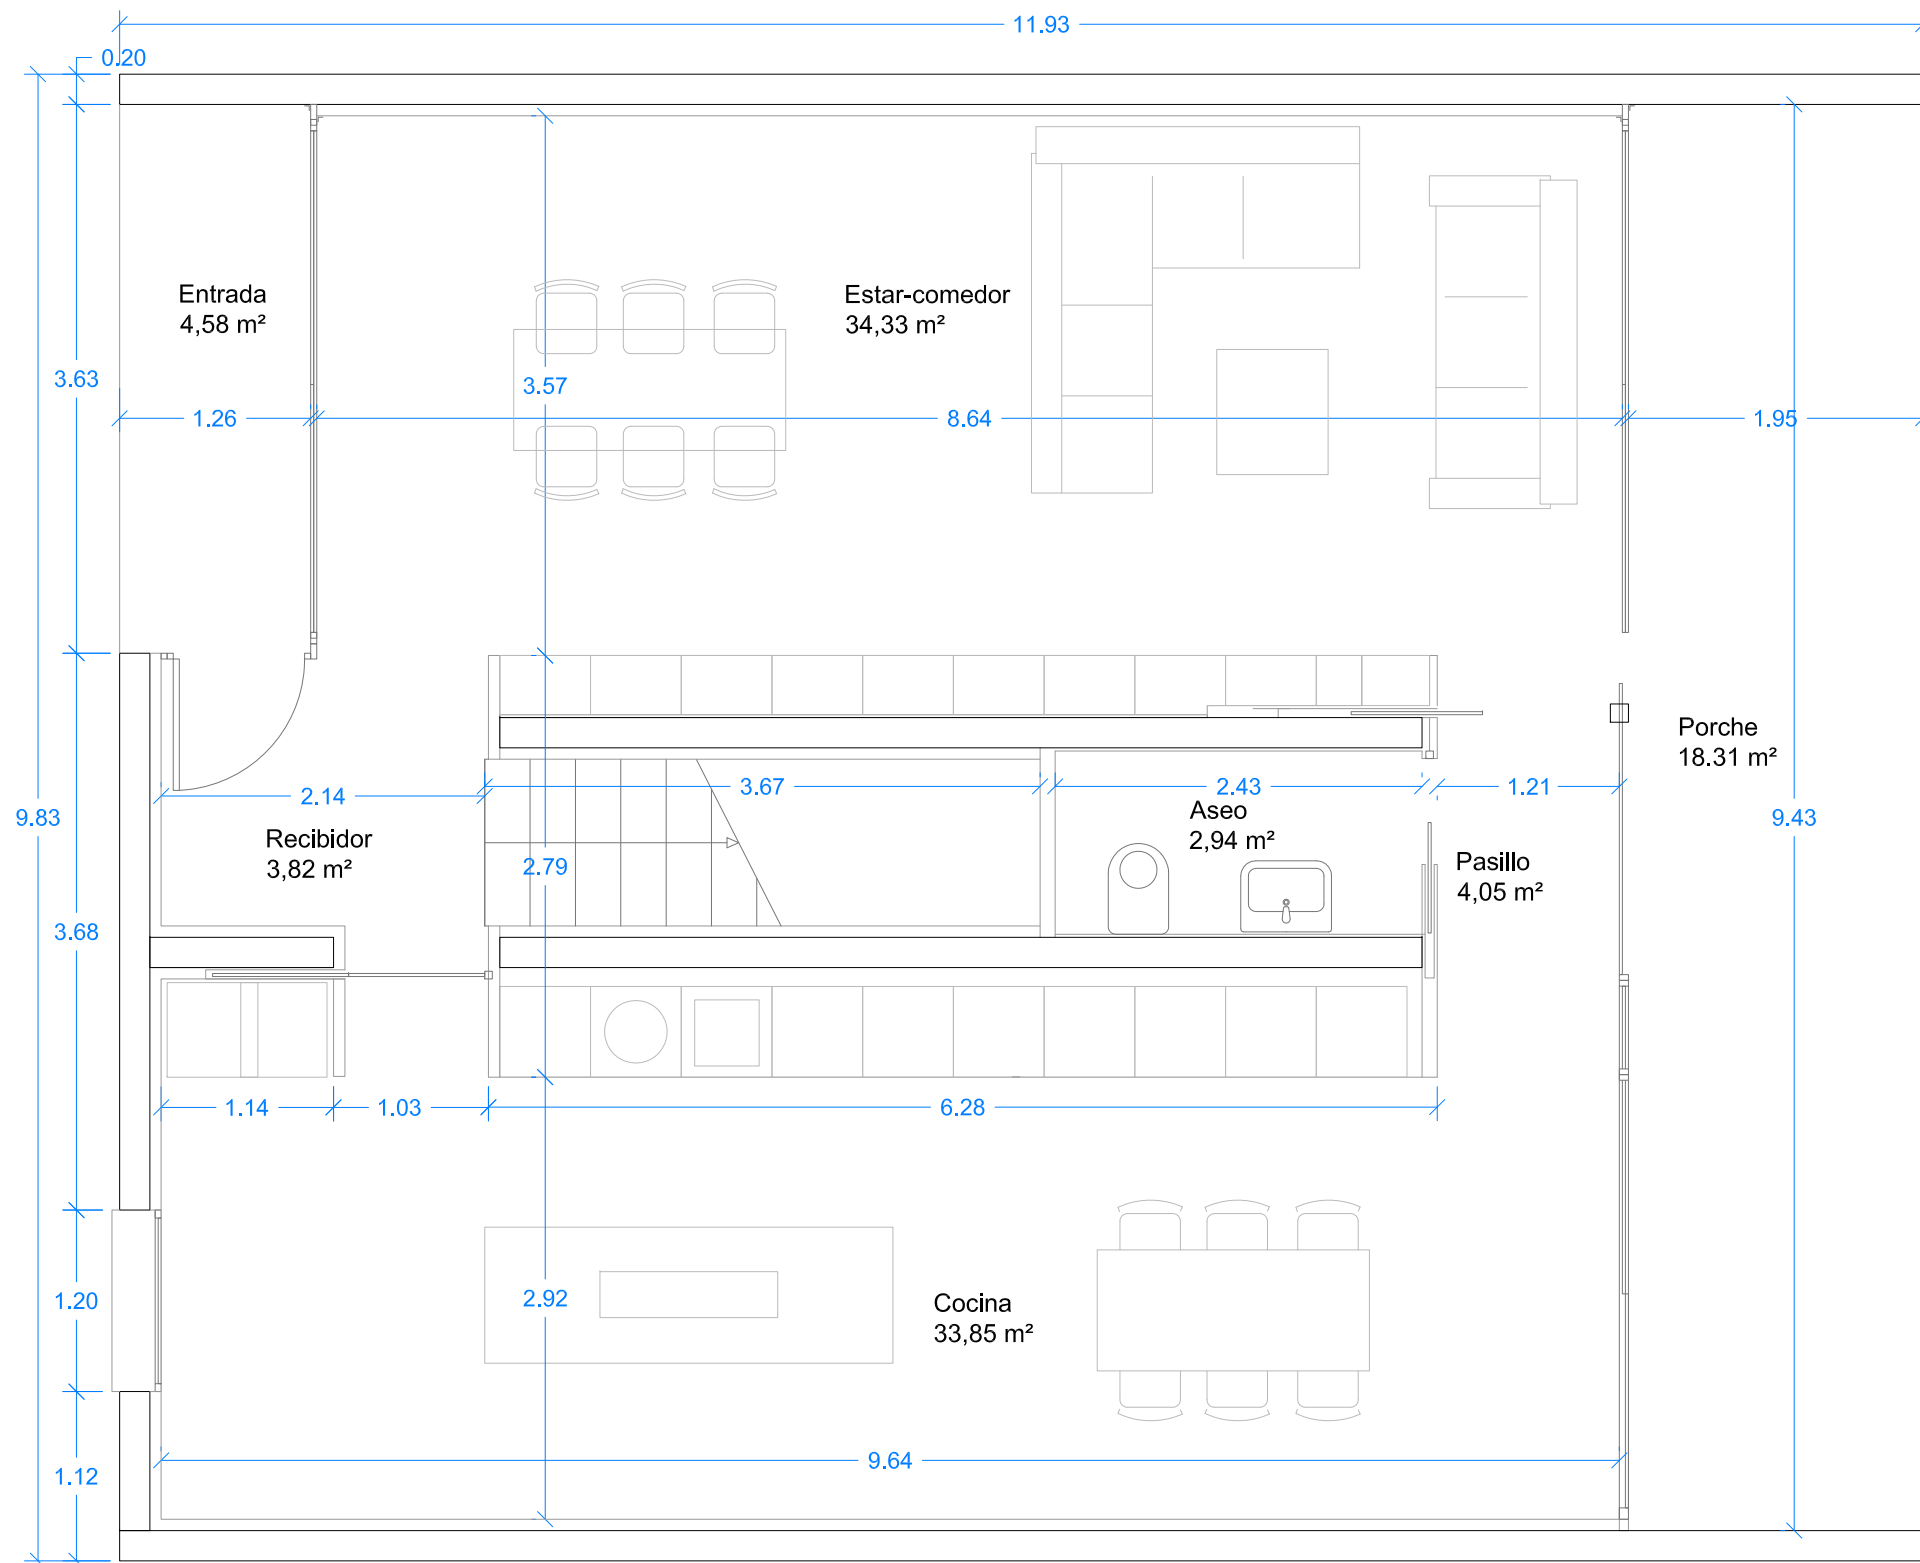 11.93
0.20
Entrada
4,58 m²
Estar-comedor
34,33 m²
3.63
3.57
1.26
8.64
1.95
Porche
18.31 m²
2.14
3.67
2.43
1.21
9.83
9.43
Aseo
2,94 m²
Recibidor
3,82 m²
2.79
Pasillo
4,05 m²
3.68
1.14
1.03
6.28
1.20
2.92
Cocina
33,85 m²
9.64
1.12